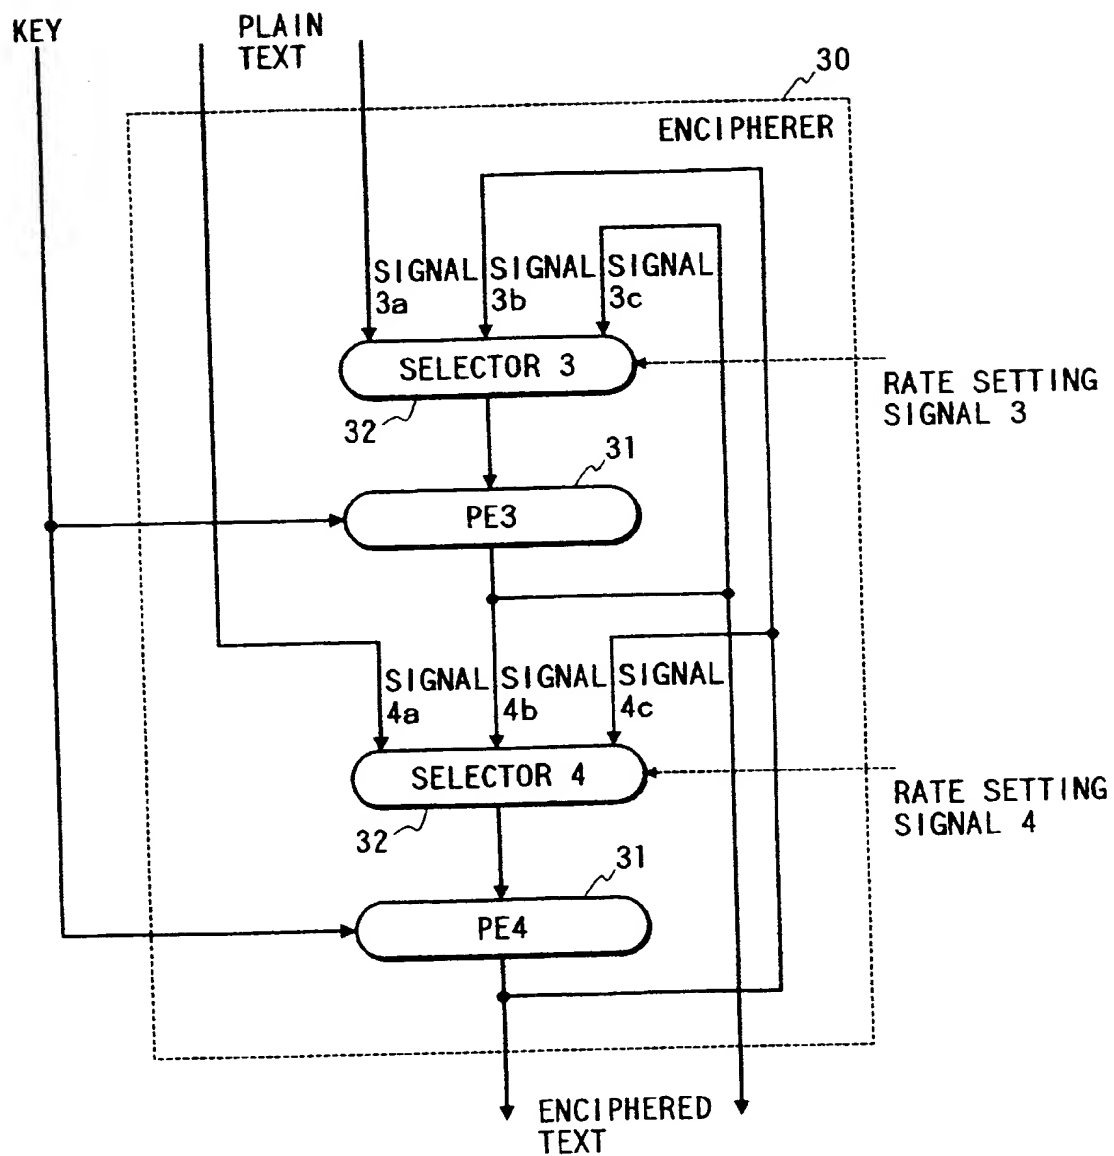 KEY
PLAIN
TEXT
30
ENCIPHERER
SIGNAL
3a
SIGNAL
3b
SIGNAL
3c
SELECTOR 3
RATE SETTING
SIGNAL 3
32
31
PE3
SIGNAL
4a
SIGNAL
4b
SIGNAL
4c
SELECTOR 4
RATE SETTING
SIGNAL 4
32
31
PE4
ENCIPHERED
TEXT